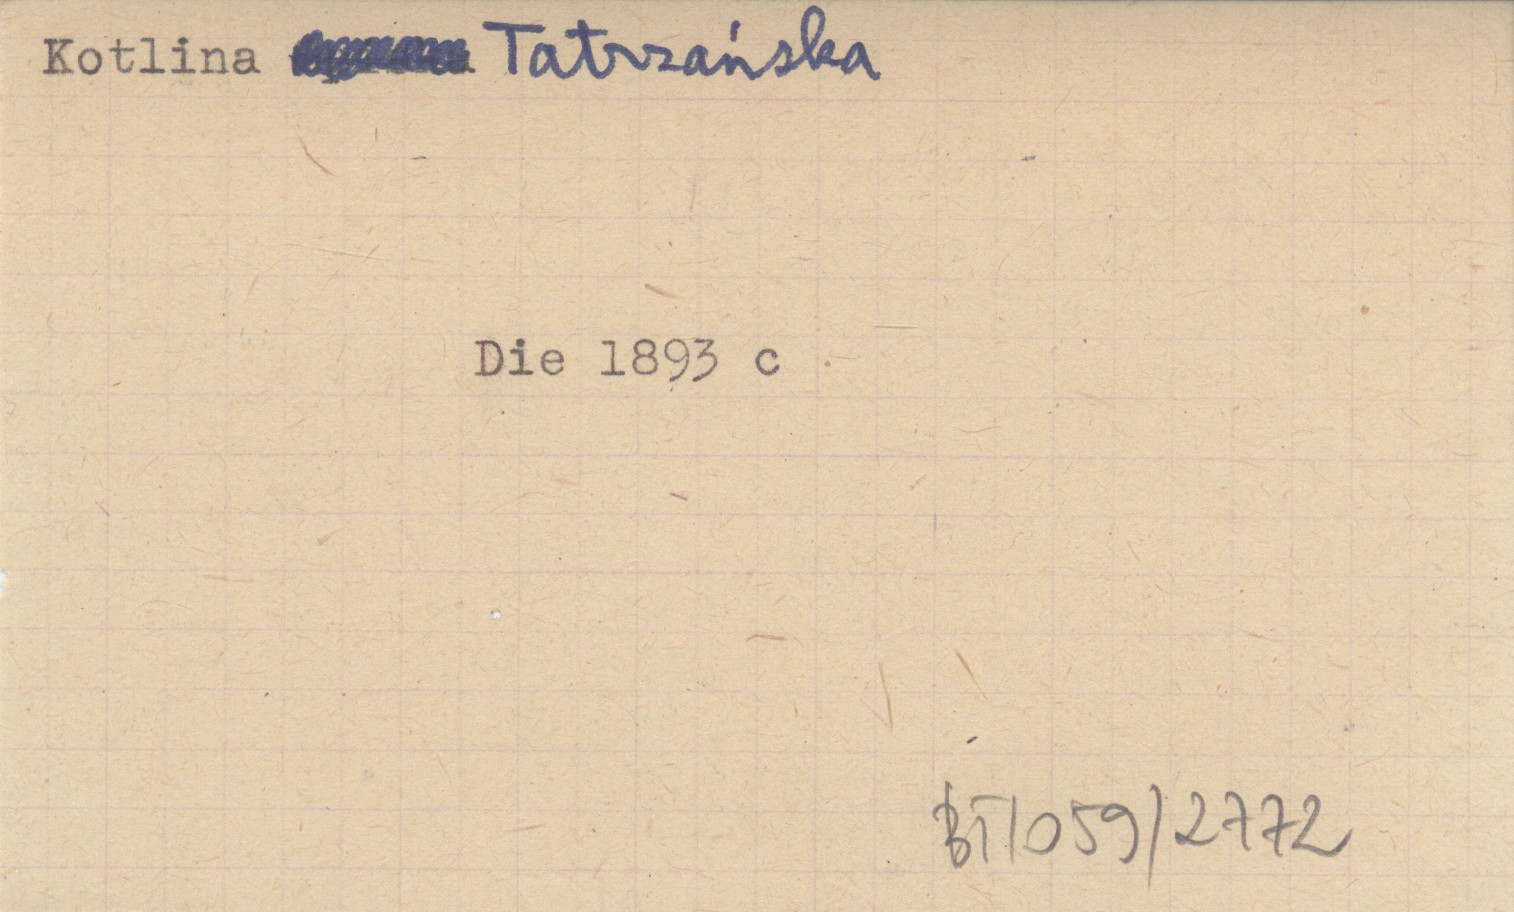 Kotlina Tatrzańska
Die 1893 c
BT/059/2772